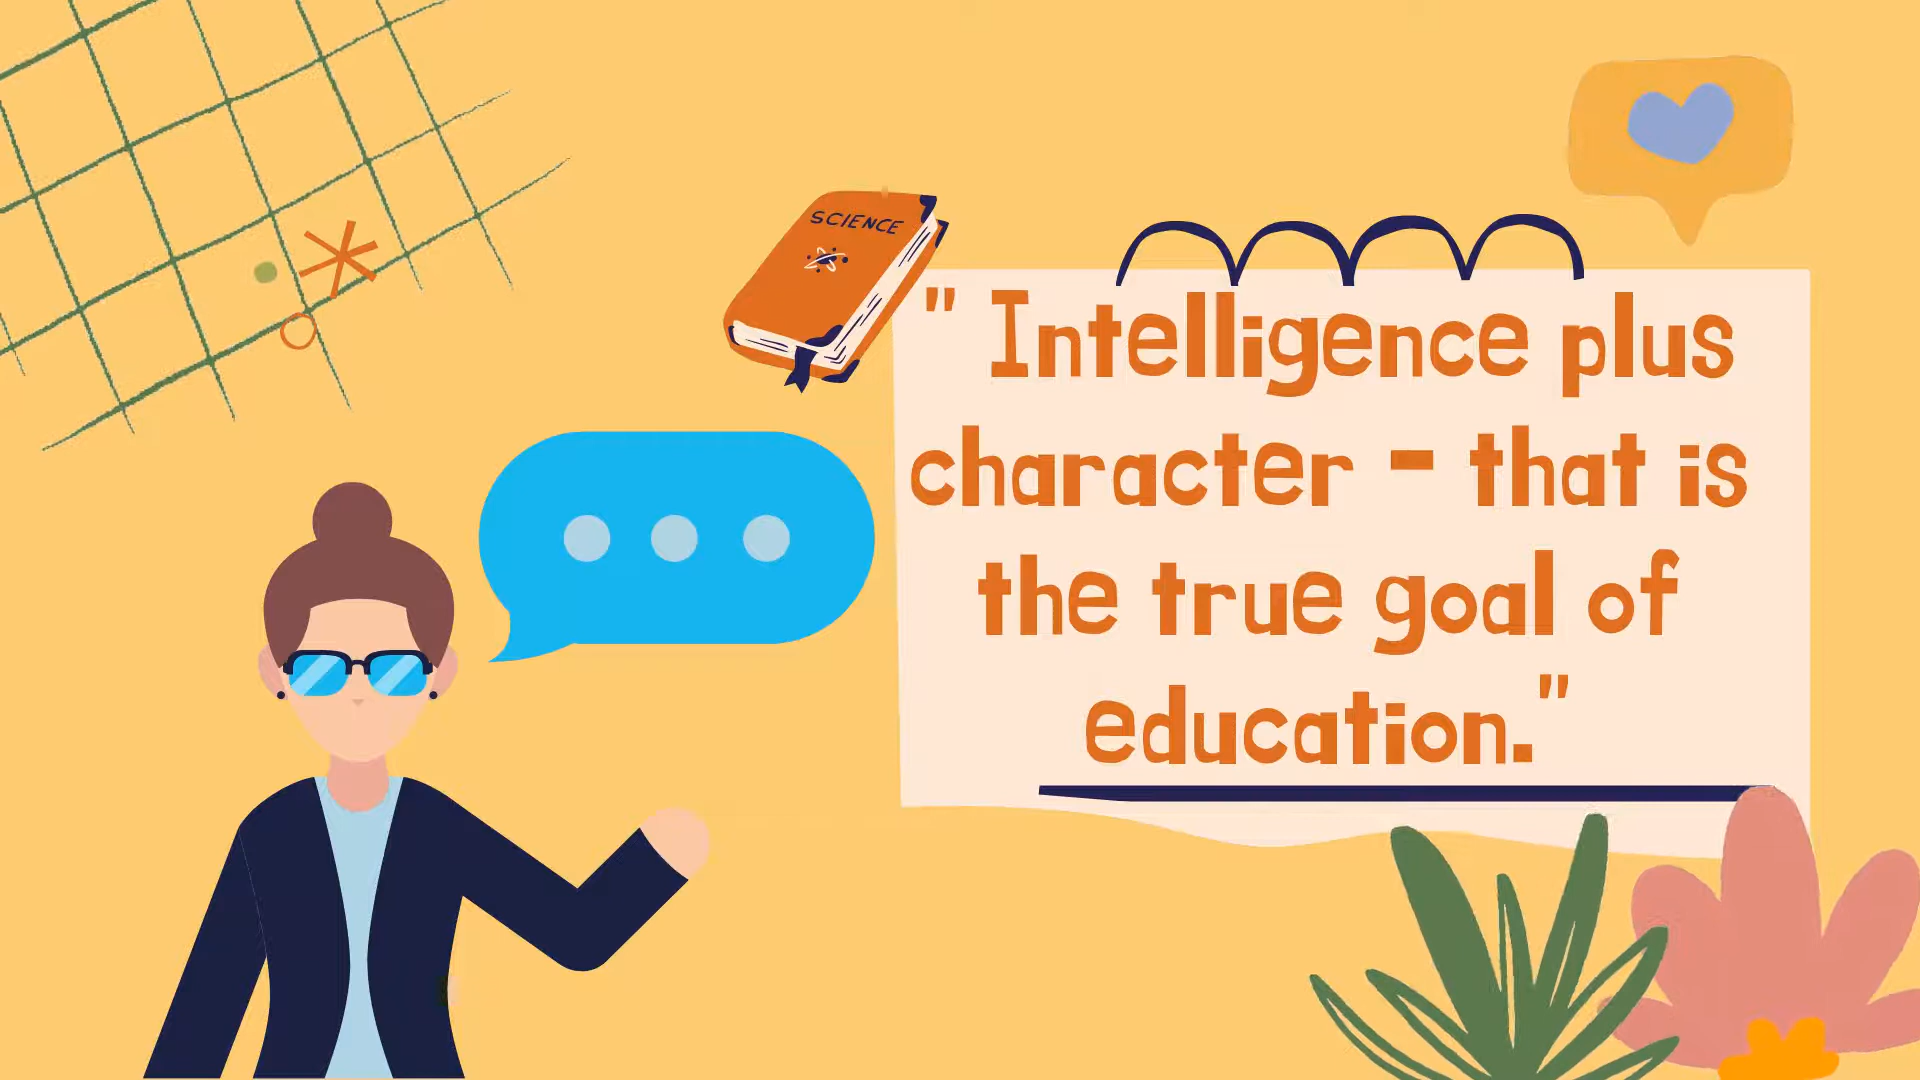 SCIENCE
" Intelligence plus
character - that is
the true goal of
education."